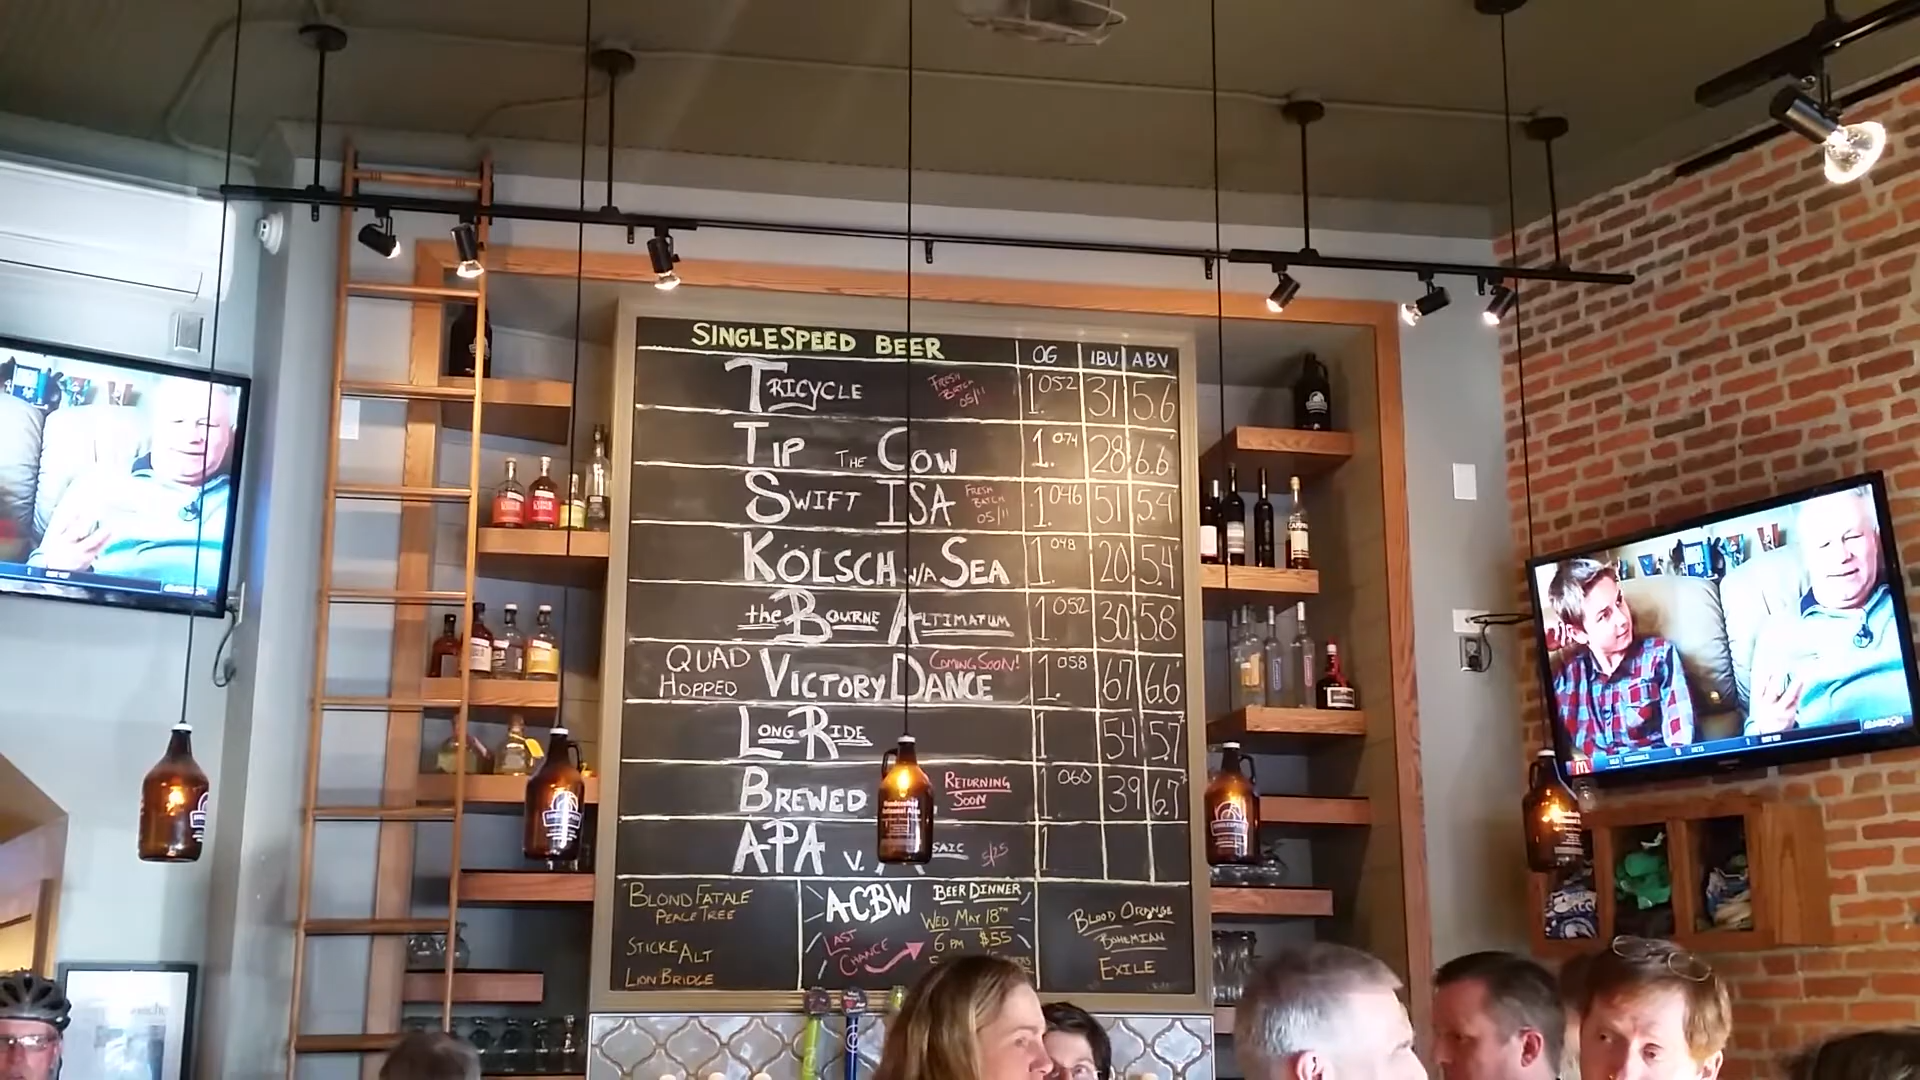 SINGLESPEED BEER OG IBU ABV
TRICYCLE FRESH BATCH 05/11 1.052 31 5.6
TIP THE COW 1.074 28 6.6
SWIFT ISA FRESH BATCH 05/11 1.046 51 5.4
KÖLSCH W/A SEA 1.048 20 5.4
the BOURNE ALTIMATUM 1.052 30 5.8
QUAD HOPPED VICTORY DANCE COMING SOON! 1.058 67 6.6
LONG RIDE 1 54 5.7
BREWED RETURNING SOON 1 060 39 6.7
APA V. SAIC 5/25 1
BLOND FATALE
PEACE TREE
STICKE ALT
LION BRIDGE
ACBW BEER DINNER
WED MAY 18TH
6 PM $55
LAST
CHANCE
BLOOD ORANGE
BOHEMIAN
EXILE